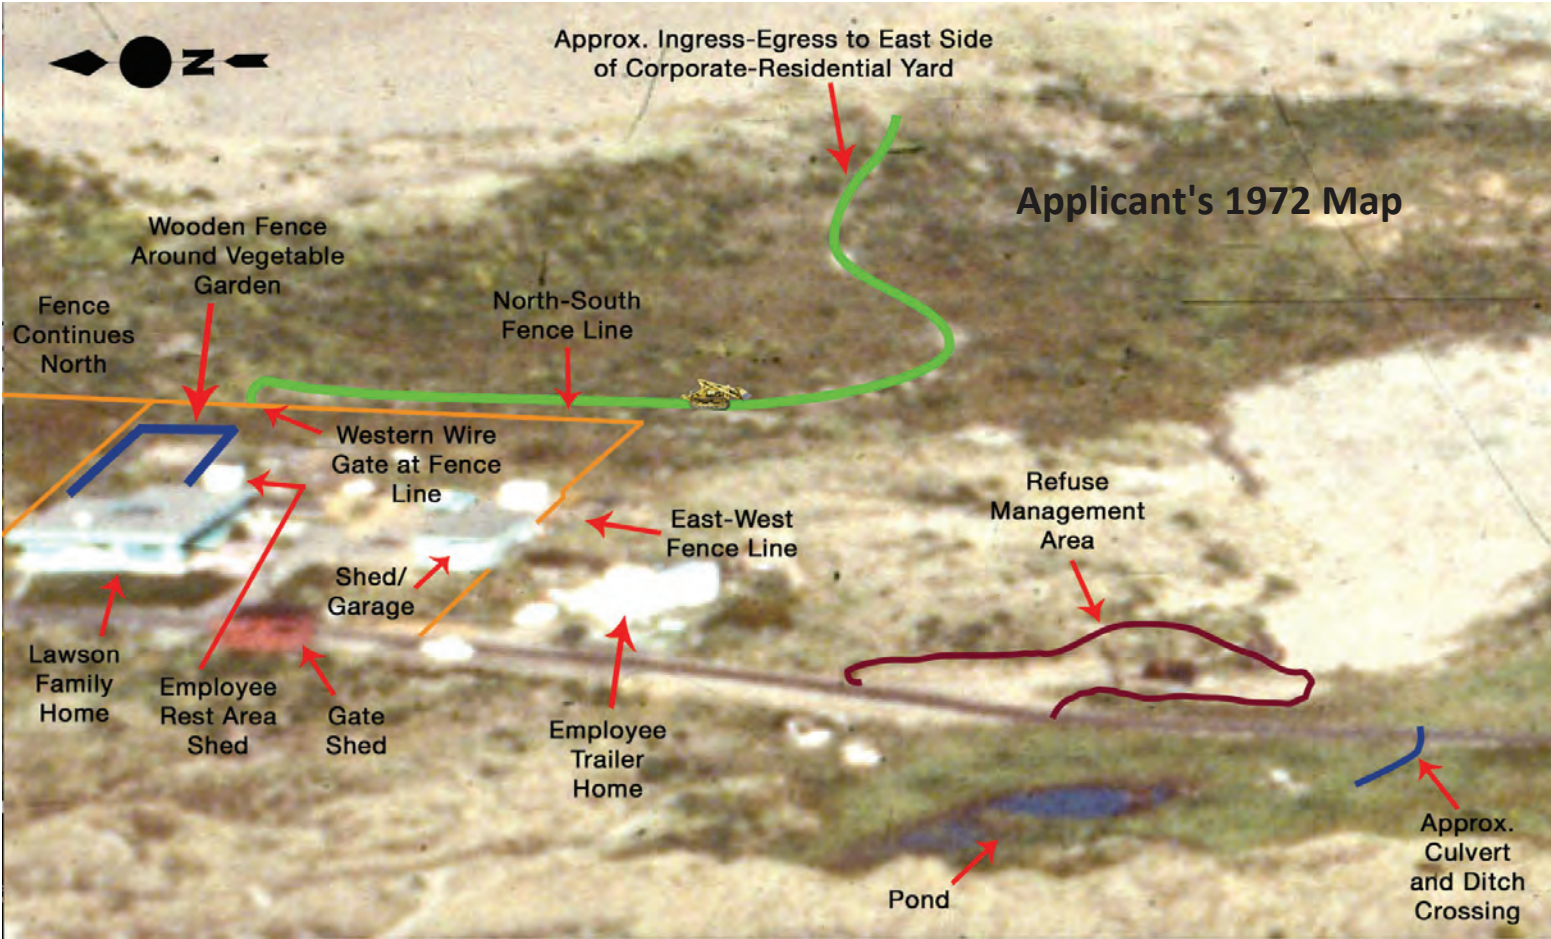 N
Approx. Ingress-Egress to East Side
of Corporate-Residential Yard
Applicant's 1972 Map
Wooden Fence
Around Vegetable
Garden
Fence
Continues
North
North-South
Fence Line
Western Wire
Gate at Fence
Line
Refuse
Management
Area
East-West
Fence Line
Shed/
Garage
Lawson
Family
Home
Employee
Rest Area
Shed
Gate
Shed
Employee
Trailer
Home
Approx.
Culvert
and Ditch
Crossing
Pond